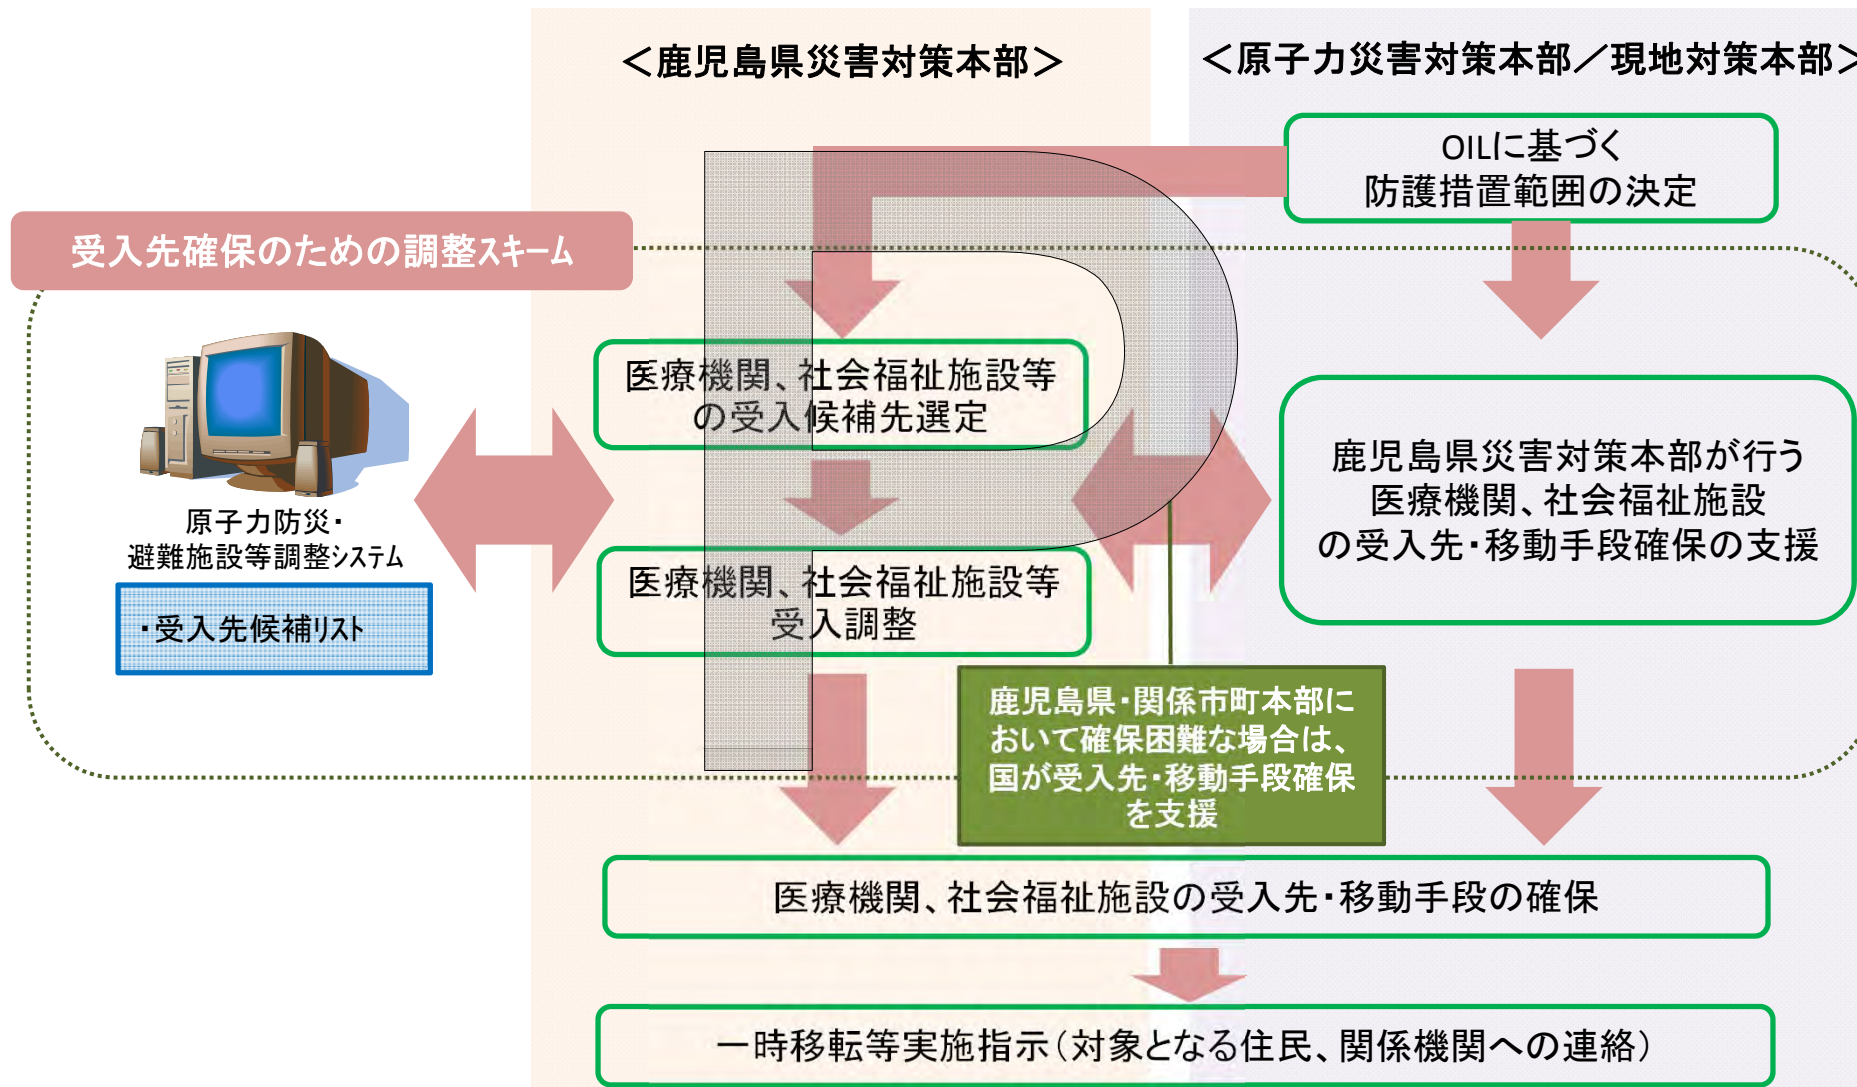 ＜鹿児島県災害対策本部＞
＜原子力災害対策本部／現地対策本部＞
OILに基づく
防護措置範囲の決定
受入先確保のための調整スキーム
医療機関、社会福祉施設等
の受入候補先選定
鹿児島県災害対策本部が行う
医療機関、社会福祉施設
の受入先・移動手段確保の支援
原子力防災・
避難施設等調整システム
・受入先候補リスト
医療機関、社会福祉施設等
受入調整
鹿児島県・関係市町本部に
おいて確保困難な場合は、
国が受入先・移動手段確保
を支援
医療機関、社会福祉施設の受入先・移動手段の確保
一時移転等実施指示（対象となる住民、関係機関への連絡）
P